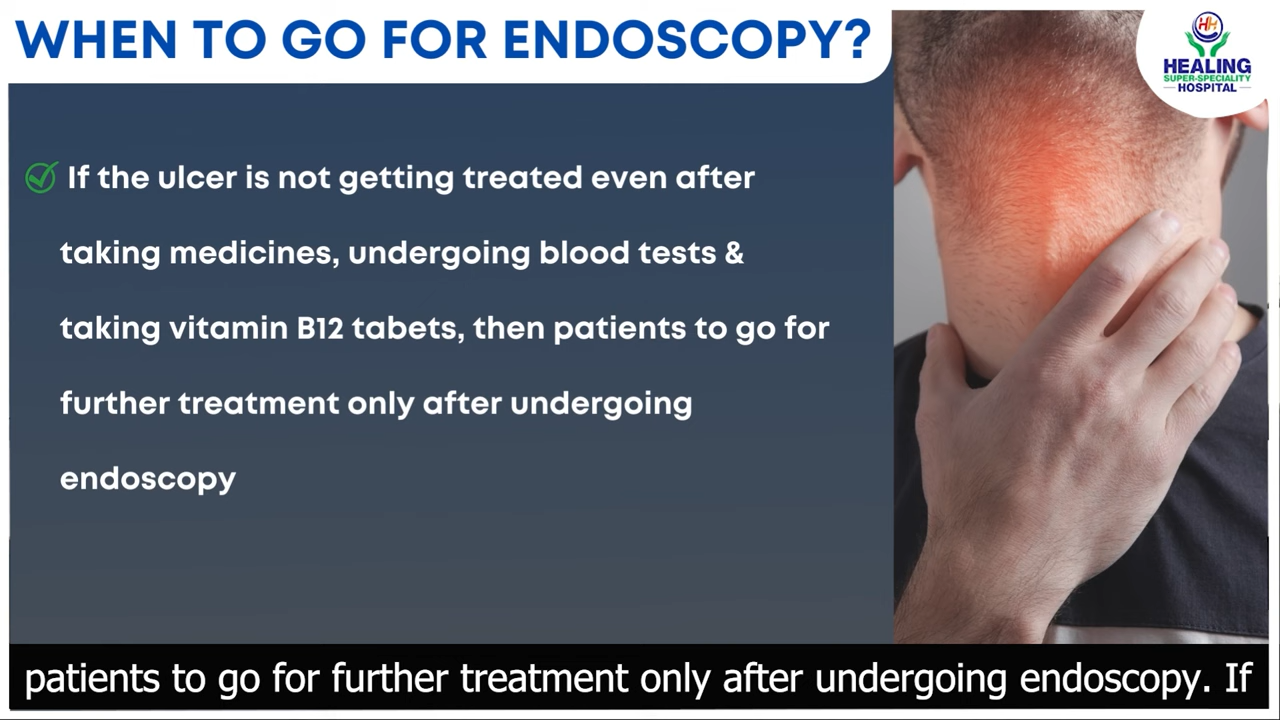 WHEN TO GO FOR ENDOSCOPY?
HH
HEALING
SUPER-SPECIALITY
HOSPITAL
If the ulcer is not getting treated even after
taking medicines, undergoing blood tests &
taking vitamin B12 tabets, then patients to go for
further treatment only after undergoing
endoscopy
patients to go for further treatment only after undergoing endoscopy. If